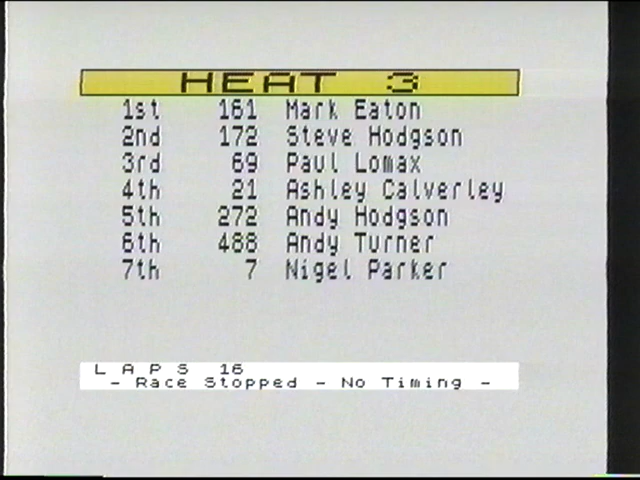 HEAT 3
1st 161 Mark Eaton
2nd 172 Steve Hodgson
3rd 69 Paul Lomax
4th 21 Ashley Calverley
5th 272 Andy Hodgson
6th 488 Andy Turner
7th 7 Nigel Parker
L A P S 16
- Race Stopped - No Timing -